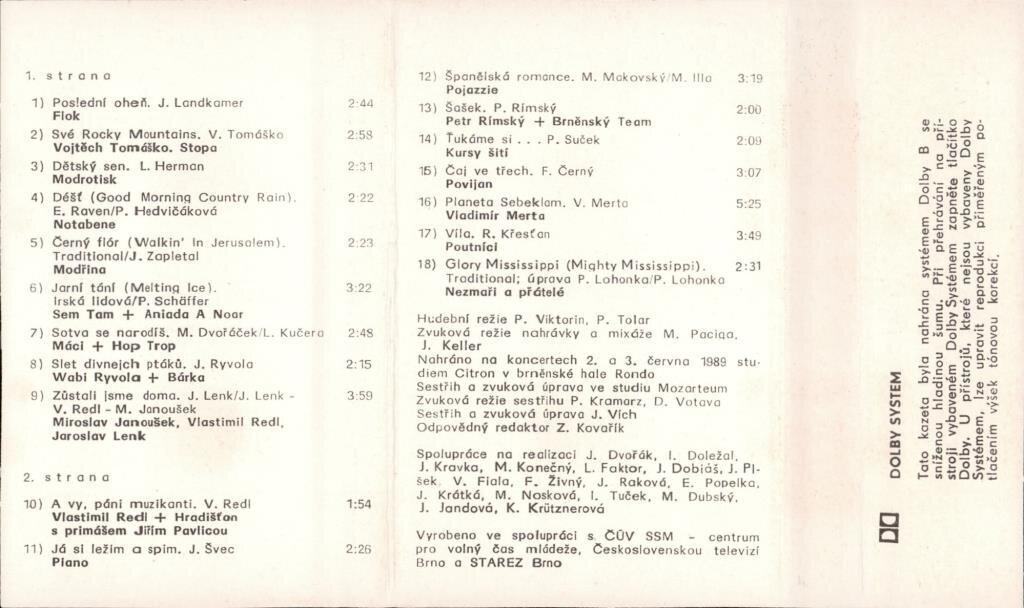 1. strana
1) Poslední oheň. J. Landkamer 2:44
Flok
2) Své Rocky Mountains. V. Tomáško 2:58
Vojtěch Tomáško. Stopa
3) Dětský sen. L. Herman 2:31
Modrotisk
4) Déšť (Good Morning Country Rain). 2:22
E. Raven/P. Hedvičáková
Notabene
5) Černý flór (Walkin' In Jerusalem). 2:23
Traditional/J. Zapletal
Modřina
6) Jarní tání (Melting Ice). 3:22
Irská lidová/P. Schäffer
Sem Tam + Aniada A Noar
7) Sotva se narodíš. M. Dvořáček/L. Kučera 2:48
Máci + Hop Trop
8) Slet divnejch ptáků. J. Ryvola 2:15
Wabi Ryvola + Bárka
9) Zůstali jsme doma. J. Lenk/J. Lenk - 3:59
V. Redl - M. Janoušek
Miroslav Janoušek, Vlastimil Redl,
Jaroslav Lenk
2. strana
10) A vy, páni muzikanti. V. Redl 1:54
Vlastimil Redl + Hradišťan
s primášem Jiřím Pavlicou
11) Já si ležim a spim. J. Švec 2:26
Piano
12) Španělská romance. M. Makovský/M. Illa 3:19
Pojazzie
13) Šašek. P. Rímský 2:00
Petr Rímský + Brněnský Team
14) Ťukáme si . . . P. Suček 2:09
Kursy šití
15) Čaj ve třech. F. Černý 3:07
Povijan
16) Planeta Sebeklam. V. Merta 5:25
Vladimír Merta
17) Víla. R. Křesťan 3:49
Poutníci
18) Glory Mississippi (Mighty Mississippi). 2:31
Traditional; úprava P. Lohonka/P. Lohonka
Nezmaři a přátelé
Hudební režie P. Viktorin, P. Tolar
Zvuková režie nahrávky a mixáže M. Paciga,
J. Keller
Nahráno na koncertech 2. a 3. června 1989 stu-
diem Citron v brněnské hale Rondo
Sestřih a zvuková úprava ve studiu Mozarteum
Zvuková režie sestřihu P. Kramarz, D. Votava
Sestřih a zvuková úprava J. Vích
Odpovědný redaktor Z. Kovařík
Spolupráce na realizaci J. Dvořák, I. Doležal,
J. Kravka, M. Konečný, L. Faktor, J. Dobiáš, J. Pl-
šek, V. Fiala, F. Živný, J. Raková, E. Popelka,
J. Krátká, M. Nosková, I. Tuček, M. Dubský,
J. Jandová, K. Krütznerová
Vyrobeno ve spolupráci s ČÚV SSM - centrum
pro volný čas mládeže, Československou televizí
Brno a STAREZ Brno
DOLBY SYSTEM
Tato kazeta byla nahrána systémem Dolby B se
sníženou hladinou šumu. Při přehrávání na pří-
stroji vybaveném Dolby Systémem zapněte tlačítko
Dolby. U přístrojů, které nejsou vybaveny Dolby
Systémem, lze upravit reprodukci přiměřeným po-
tlačením výšek tónovou korekcí.